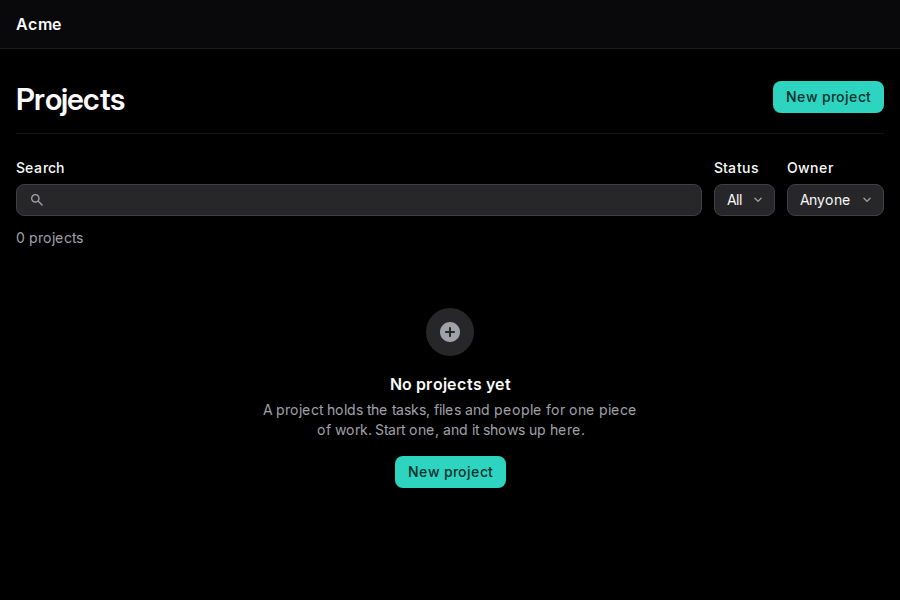 Acme
Projects
New project
Search
Status
Owner
All
Anyone
0 projects
No projects yet
A project holds the tasks, files and people for one piece
of work. Start one, and it shows up here.
New project